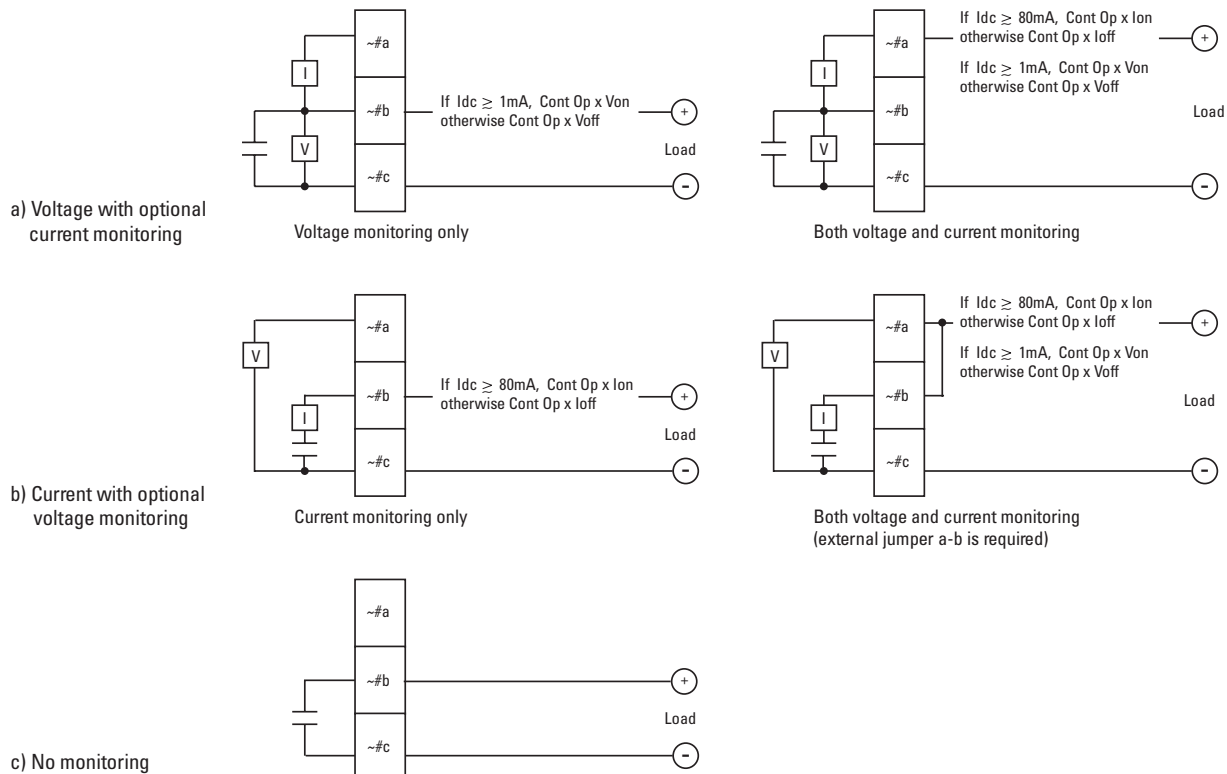 ~#a
I
~#b
V
~#c
If Idc ≳ 1mA, Cont Op x Von
otherwise Cont Op x Voff
+
Load
-
Voltage monitoring only
~#a
I
~#b
V
~#c
If Idc ≳ 80mA, Cont Op x Ion
otherwise Cont Op x Ioff
If Idc ≳ 1mA, Cont Op x Von
otherwise Cont Op x Voff
+
Load
-
Both voltage and current monitoring
a) Voltage with optional
current monitoring
~#a
V
~#b
I
~#c
If Idc ≳ 80mA, Cont Op x Ion
otherwise Cont Op x Ioff
+
Load
-
Current monitoring only
~#a
V
~#b
I
~#c
If Idc ≳ 80mA, Cont Op x Ion
otherwise Cont Op x Ioff
If Idc ≳ 1mA, Cont Op x Von
otherwise Cont Op x Voff
+
Load
-
Both voltage and current monitoring
(external jumper a-b is required)
b) Current with optional
voltage monitoring
~#a
~#b
~#c
+
Load
-
c) No monitoring